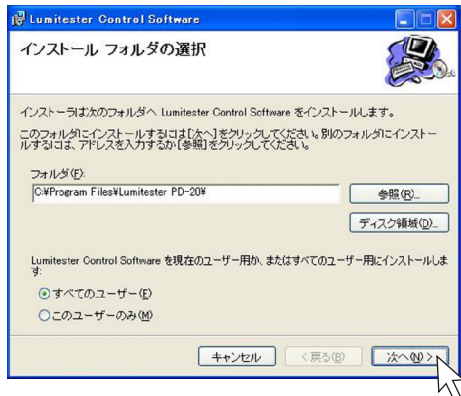 Lumitester Control Software
インストール フォルダの選択
インストーラは次のフォルダへ Lumitester Control Software をインストールします。
このフォルダにインストールするには[次へ]をクリックしてください。別のフォルダにインストー
ルするには、アドレスを入力するか[参照]をクリックしてください。
フォルダ(F):
C:¥Program Files¥Lumitester PD-20¥
参照(R)...
ディスク領域(D)...
Lumitester Control Software を現在のユーザー用か、またはすべてのユーザー用にインストールしま
す:
すべてのユーザー(E)
このユーザーのみ(M)
キャンセル
< 戻る(B)
次へ(N) >